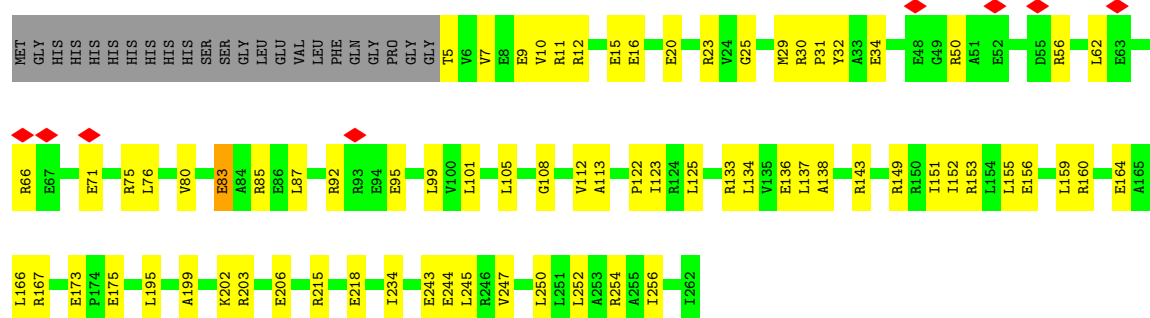 MET GLY HIS HIS HIS HIS HIS HIS HIS HIS HIS HIS SER SER GLY LEU GLU VAL LEU PHE GLN GLY PRO GLY GLY T5 V6 V7 E8 E9 V10 R11 R12 E15 E16 E20 R23 V24 G25 M29 R30 P31 Y32 A33 E34 E48 G49 R50 A51 E52 D55 R56 L62 E63
R66 E67 E71 R75 L76 V80 E83 A84 R85 E86 L87 R92 R93 E94 E95 L99 V100 L101 L105 G108 V112 A113 P122 I123 R124 L125 R133 L134 V135 E136 L137 A138 R143 R149 R150 I151 I152 R153 L154 L155 E156 L159 R160 E164 A165
L166 R167 E173 P174 E175 L195 A199 K202 R203 E206 R215 E218 I234 E243 E244 L245 R246 V247 L250 L251 L252 A253 R254 A255 I256 I262